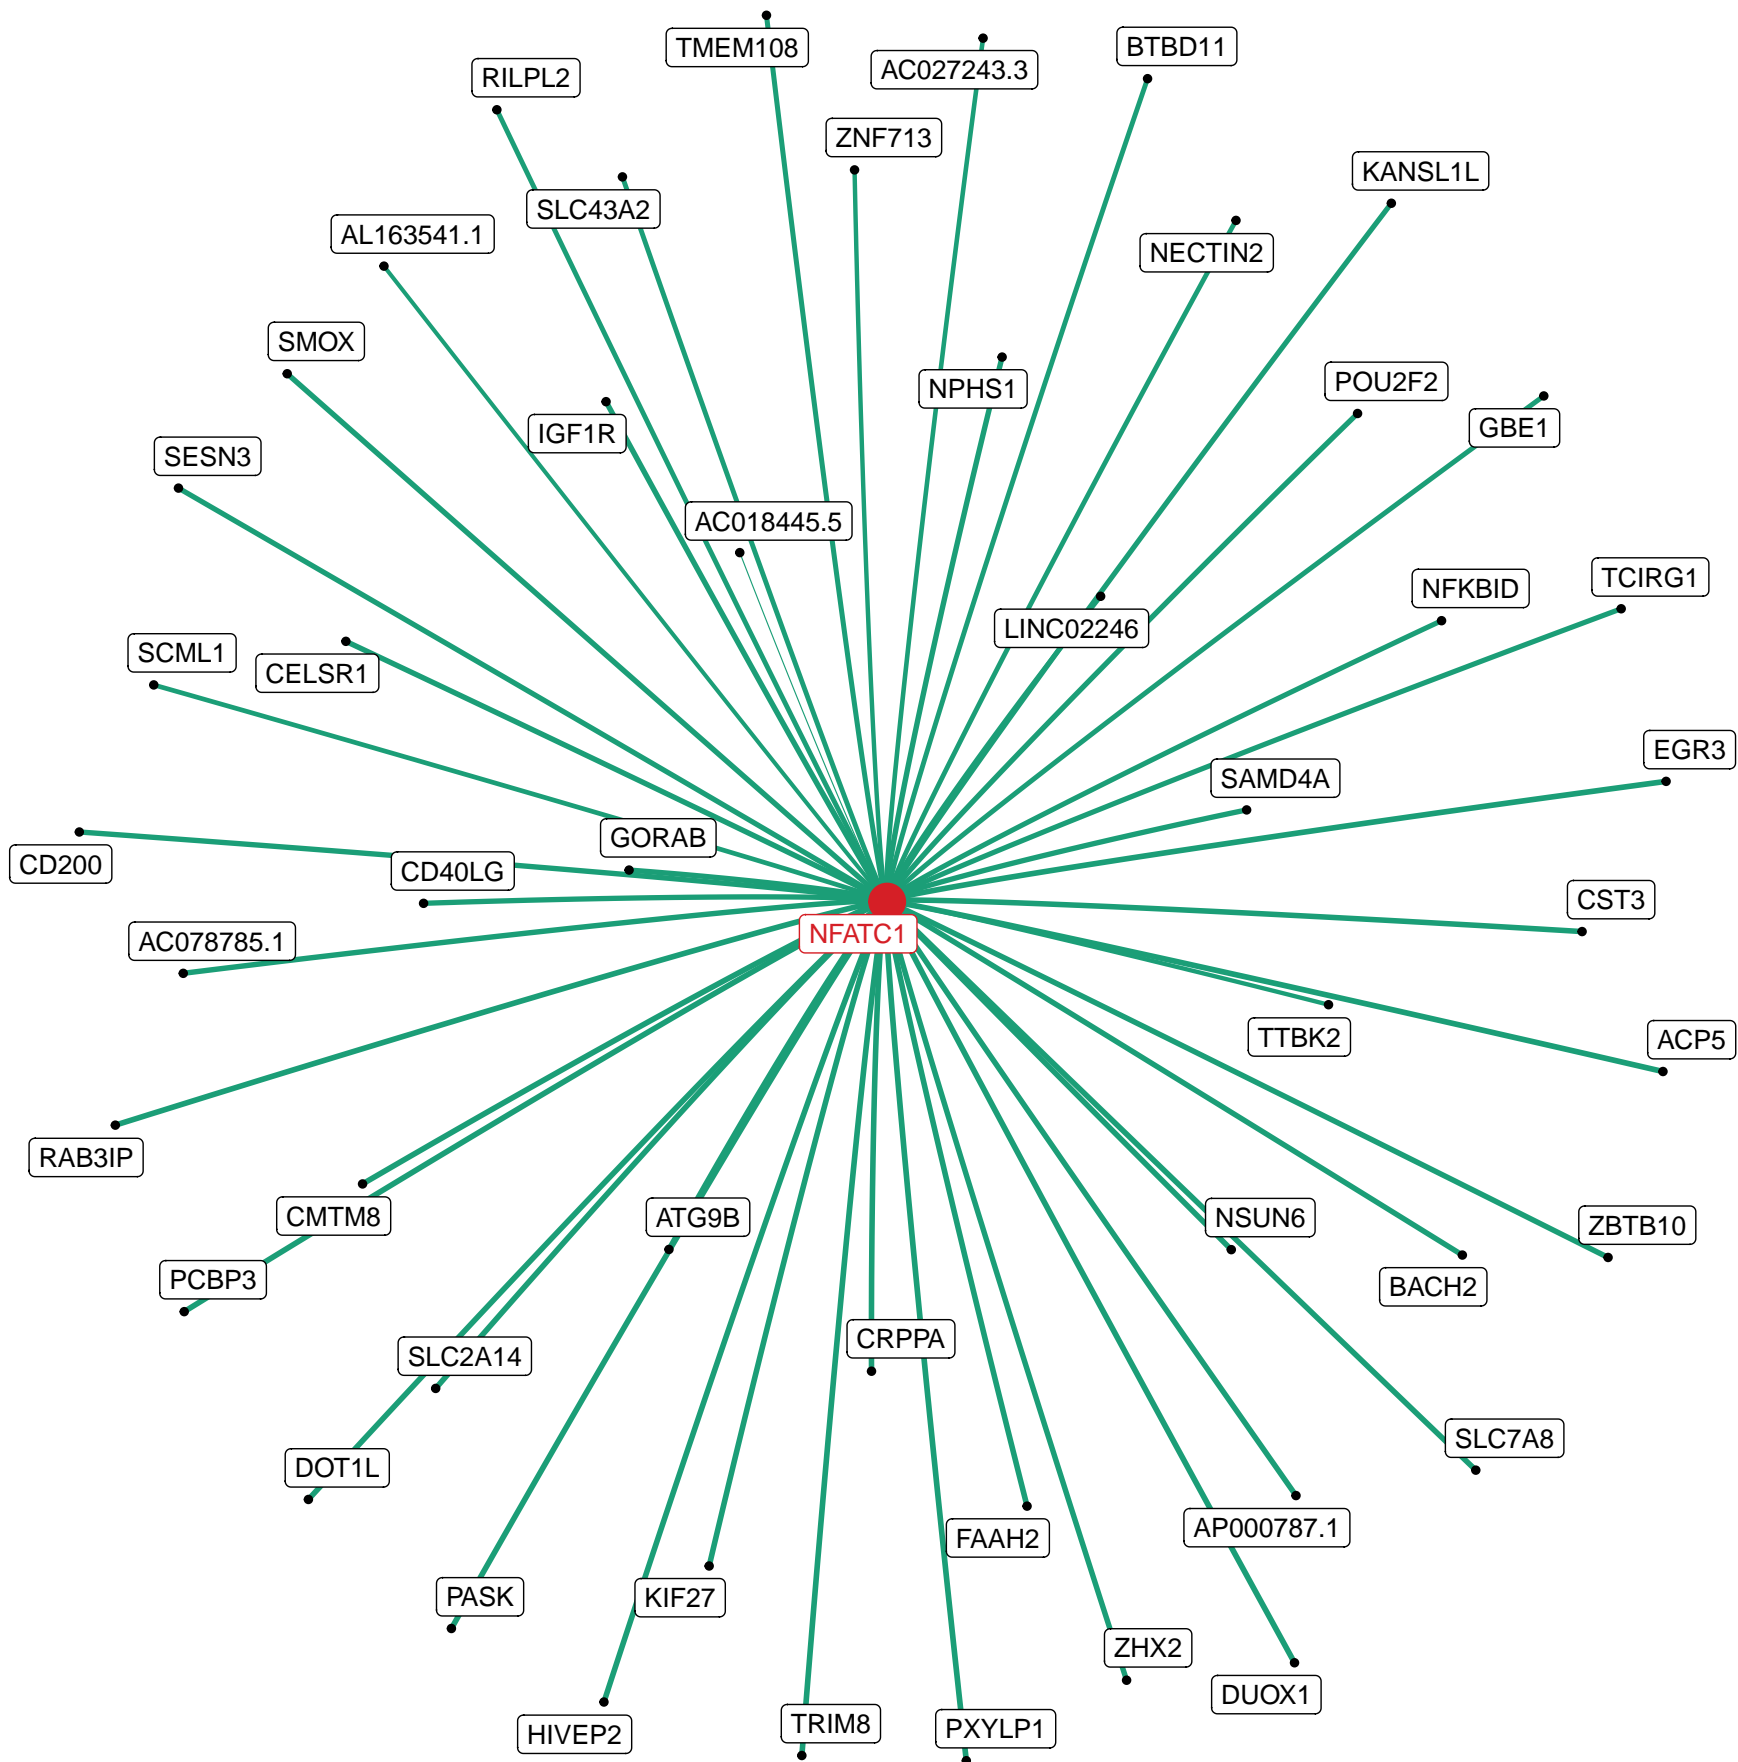 TMEM108
BTBD11
AC027243.3
RILPL2
ZNF713
KANSL1L
SLC43A2
AL163541.1
NECTIN2
SMOX
POU2F2
NPHS1
GBE1
IGF1R
SESN3
AC018445.5
TCIRG1
NFKBID
LINC02246
SCML1
CELSR1
EGR3
SAMD4A
GORAB
CD200
CD40LG
CST3
NFATC1
AC078785.1
TTBK2
ACP5
RAB3IP
CMTM8
ATG9B
NSUN6
ZBTB10
PCBP3
BACH2
CRPPA
SLC2A14
SLC7A8
DOT1L
AP000787.1
FAAH2
PASK
KIF27
ZHX2
DUOX1
TRIM8
PXYLP1
HIVEP2